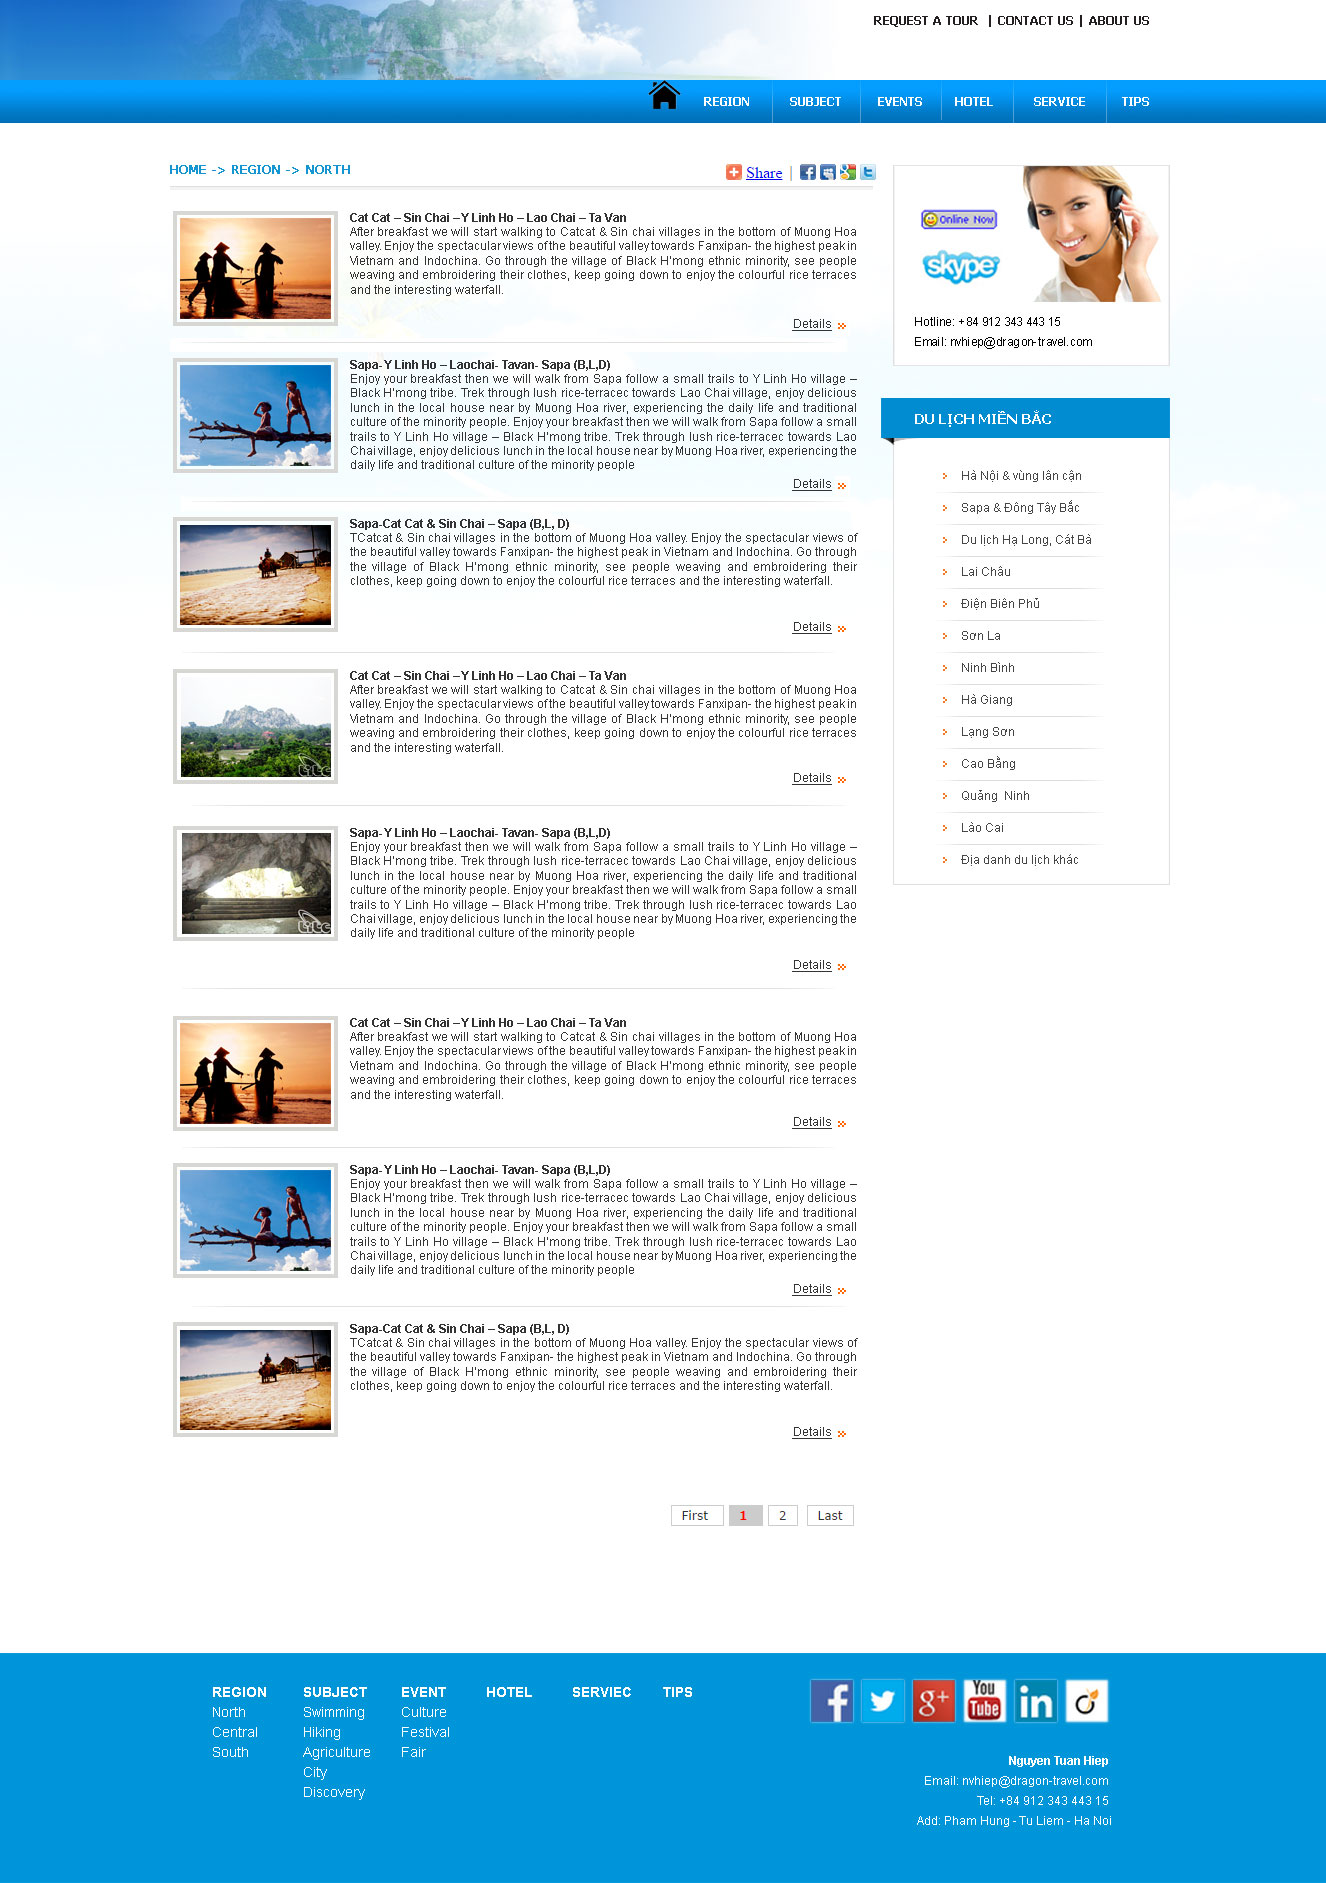 REQUEST A TOUR | CONTACT US | ABOUT US
REGION SUBJECT EVENTS HOTEL SERVICE TIPS
HOME -> REGION -> NORTH
Share |
Cat Cat – Sin Chai –Y Linh Ho – Lao Chai – Ta Van
After breakfast we will start walking to Catcat & Sin chai villages in the bottom of Muong Hoa
valley. Enjoy the spectacular views of the beautiful valley towards Fanxipan- the highest peak in
Vietnam and Indochina. Go through the village of Black H'mong ethnic minority, see people
weaving and embroidering their clothes, keep going down to enjoy the colourful rice terraces
and the interesting waterfall.
Details
Sapa- Y Linh Ho – Laochai- Tavan- Sapa (B,L,D)
Enjoy your breakfast then we will walk from Sapa follow a small trails to Y Linh Ho village –
Black H'mong tribe. Trek through lush rice-terracec towards Lao Chai village, enjoy delicious
lunch in the local house near by Muong Hoa river, experiencing the daily life and traditional
culture of the minority people. Enjoy your breakfast then we will walk from Sapa follow a small
trails to Y Linh Ho village – Black H'mong tribe. Trek through lush rice-terracec towards Lao
Chai village, enjoy delicious lunch in the local house near by Muong Hoa river, experiencing the
daily life and traditional culture of the minority people
Details
Sapa-Cat Cat & Sin Chai – Sapa (B,L, D)
TCatcat & Sin chai villages in the bottom of Muong Hoa valley. Enjoy the spectacular views of
the beautiful valley towards Fanxipan- the highest peak in Vietnam and Indochina. Go through
the village of Black H'mong ethnic minority, see people weaving and embroidering their
clothes, keep going down to enjoy the colourful rice terraces and the interesting waterfall.
Details
Cat Cat – Sin Chai –Y Linh Ho – Lao Chai – Ta Van
After breakfast we will start walking to Catcat & Sin chai villages in the bottom of Muong Hoa
valley. Enjoy the spectacular views of the beautiful valley towards Fanxipan- the highest peak in
Vietnam and Indochina. Go through the village of Black H'mong ethnic minority, see people
weaving and embroidering their clothes, keep going down to enjoy the colourful rice terraces
and the interesting waterfall.
Details
Sapa- Y Linh Ho – Laochai- Tavan- Sapa (B,L,D)
Enjoy your breakfast then we will walk from Sapa follow a small trails to Y Linh Ho village –
Black H'mong tribe. Trek through lush rice-terracec towards Lao Chai village, enjoy delicious
lunch in the local house near by Muong Hoa river, experiencing the daily life and traditional
culture of the minority people. Enjoy your breakfast then we will walk from Sapa follow a small
trails to Y Linh Ho village – Black H'mong tribe. Trek through lush rice-terracec towards Lao
Chai village, enjoy delicious lunch in the local house near by Muong Hoa river, experiencing the
daily life and traditional culture of the minority people
Details
Cat Cat – Sin Chai –Y Linh Ho – Lao Chai – Ta Van
After breakfast we will start walking to Catcat & Sin chai villages in the bottom of Muong Hoa
valley. Enjoy the spectacular views of the beautiful valley towards Fanxipan- the highest peak in
Vietnam and Indochina. Go through the village of Black H'mong ethnic minority, see people
weaving and embroidering their clothes, keep going down to enjoy the colourful rice terraces
and the interesting waterfall.
Details
Sapa- Y Linh Ho – Laochai- Tavan- Sapa (B,L,D)
Enjoy your breakfast then we will walk from Sapa follow a small trails to Y Linh Ho village –
Black H'mong tribe. Trek through lush rice-terracec towards Lao Chai village, enjoy delicious
lunch in the local house near by Muong Hoa river, experiencing the daily life and traditional
culture of the minority people. Enjoy your breakfast then we will walk from Sapa follow a small
trails to Y Linh Ho village – Black H'mong tribe. Trek through lush rice-terracec towards Lao
Chai village, enjoy delicious lunch in the local house near by Muong Hoa river, experiencing the
daily life and traditional culture of the minority people
Details
Sapa-Cat Cat & Sin Chai – Sapa (B,L, D)
TCatcat & Sin chai villages in the bottom of Muong Hoa valley. Enjoy the spectacular views of
the beautiful valley towards Fanxipan- the highest peak in Vietnam and Indochina. Go through
the village of Black H'mong ethnic minority, see people weaving and embroidering their
clothes, keep going down to enjoy the colourful rice terraces and the interesting waterfall.
Details
First 1 2 Last
Online Now
skype
Hotline: +84 912 343 443 15
Email: nvhiep@dragon-travel.com
DU LỊCH MIỀN BẮC
Hà Nội & vùng lân cận
Sapa & Đông Tây Bắc
Du lịch Hạ Long, Cát Bà
Lai Châu
Điện Biên Phủ
Sơn La
Ninh Bình
Hà Giang
Lạng Sơn
Cao Bằng
Quảng Ninh
Lào Cai
Địa danh du lịch khác
REGION
North
Central
South
SUBJECT
Swimming
Hiking
Agriculture
City
Discovery
EVENT
Culture
Festival
Fair
HOTEL
SERVIEC
TIPS
f g+ You Tube in
Nguyen Tuan Hiep
Email: nvhiep@dragon-travel.com
Tel: +84 912 343 443 15
Add: Pham Hung - Tu Liem - Ha Noi